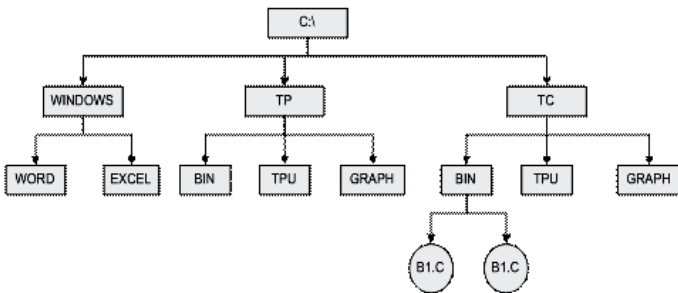 C:\
WINDOWS TP TC
WORD EXCEL BIN TPU GRAPH BIN TPU GRAPH
B1.C B1.C